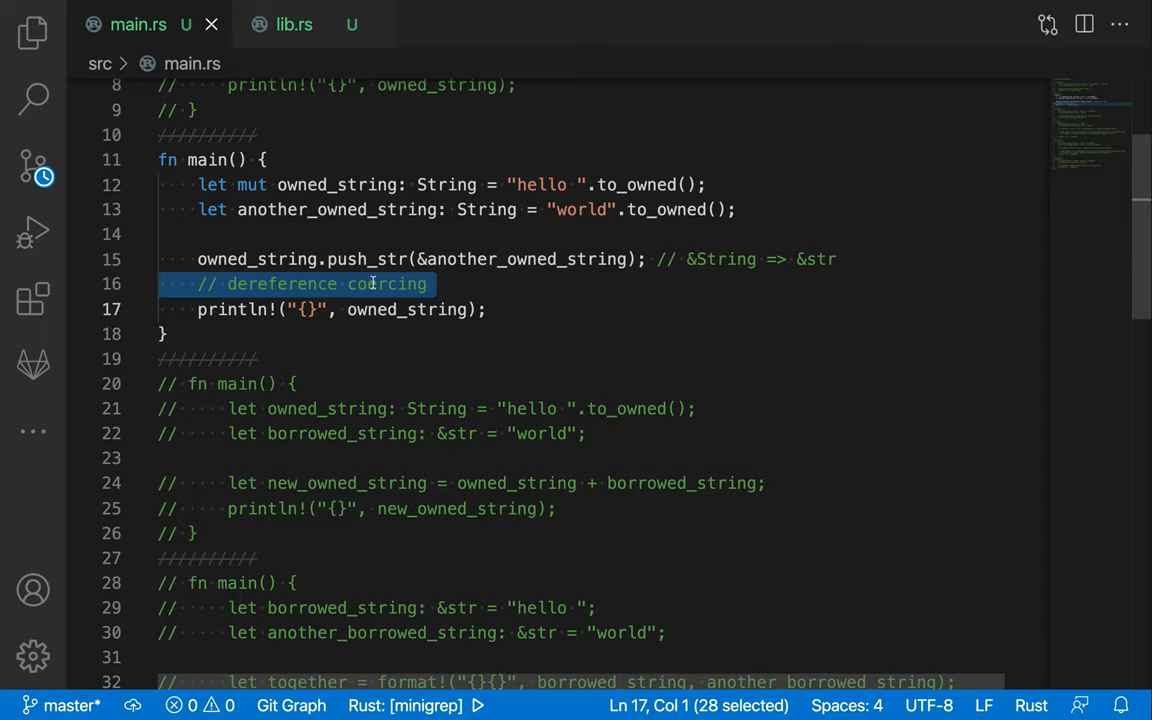 main.rs U
lib.rs U
src > main.rs
8 // println!("{}", owned_string);
9 // }
10 //////////
11 fn main() {
12 let mut owned_string: String = "hello ".to_owned();
13 let another_owned_string: String = "world".to_owned();
14
15 owned_string.push_str(&another_owned_string); // &String => &str
16 // dereference coercing
17 println!("{}", owned_string);
18 }
19 //////////
20 // fn main() {
21 // let owned_string: String = "hello ".to_owned();
22 // let borrowed_string: &str = "world";
23
24 // let new_owned_string = owned_string + borrowed_string;
25 // println!("{}", new_owned_string);
26 // }
27 //////////
28 // fn main() {
29 // let borrowed_string: &str = "hello ";
30 // let another_borrowed_string: &str = "world";
31
32 // let together = format!("{}{}", borrowed_string, another_borrowed_string);
master* 0 0 Git Graph Rust: [minigrep] Ln 17, Col 1 (28 selected) Spaces: 4 UTF-8 LF Rust